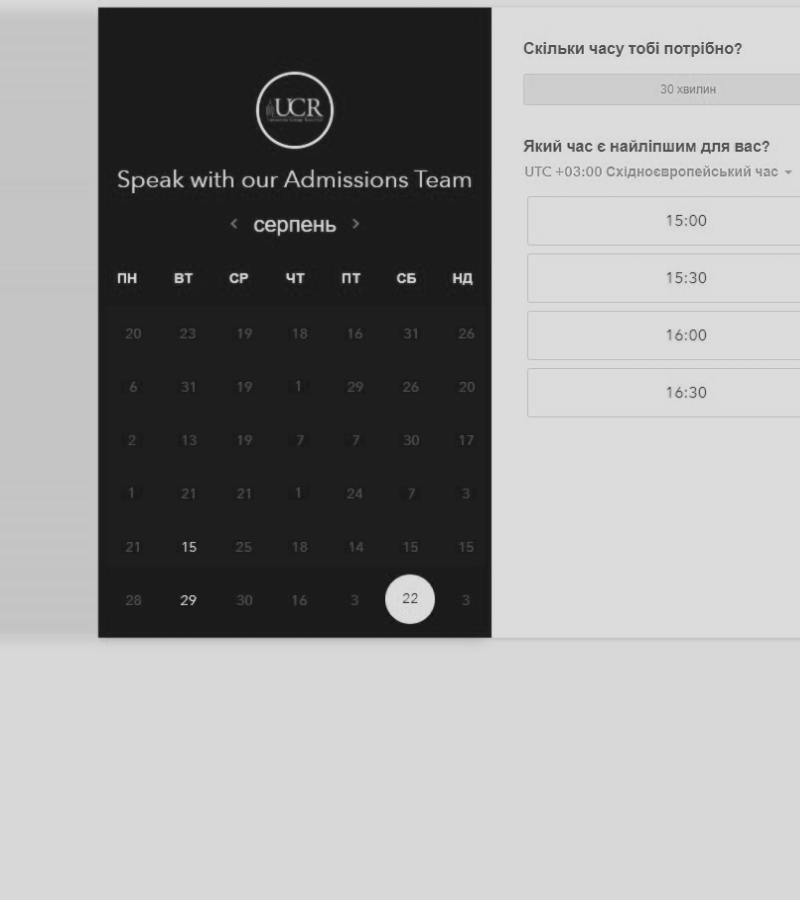 UCR
Speak with our Admissions Team
< серпень >
ПН ВТ СР ЧТ ПТ СБ НД
20 23 19 18 16 31 26
6 31 19 1 29 26 20
2 13 19 7 7 30 17
1 21 21 1 24 7 3
21 15 25 18 14 15 15
28 29 30 16 3 22 3
Скільки часу тобі потрібно?
30 хвилин
Який час є найліпшим для вас?
UTC +03:00 Східноєвропейський час
15:00
15:30
16:00
16:30